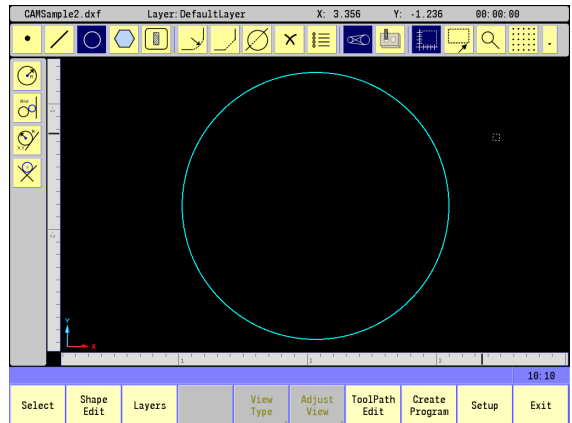 CAMSample2.dxf Layer:DefaultLayer X: 3.356 Y: -1.236 00:00:00
X
Y
X
1 2 3
10:10
Select Shape Edit Layers View Type Adjust View ToolPath Edit Create Program Setup Exit